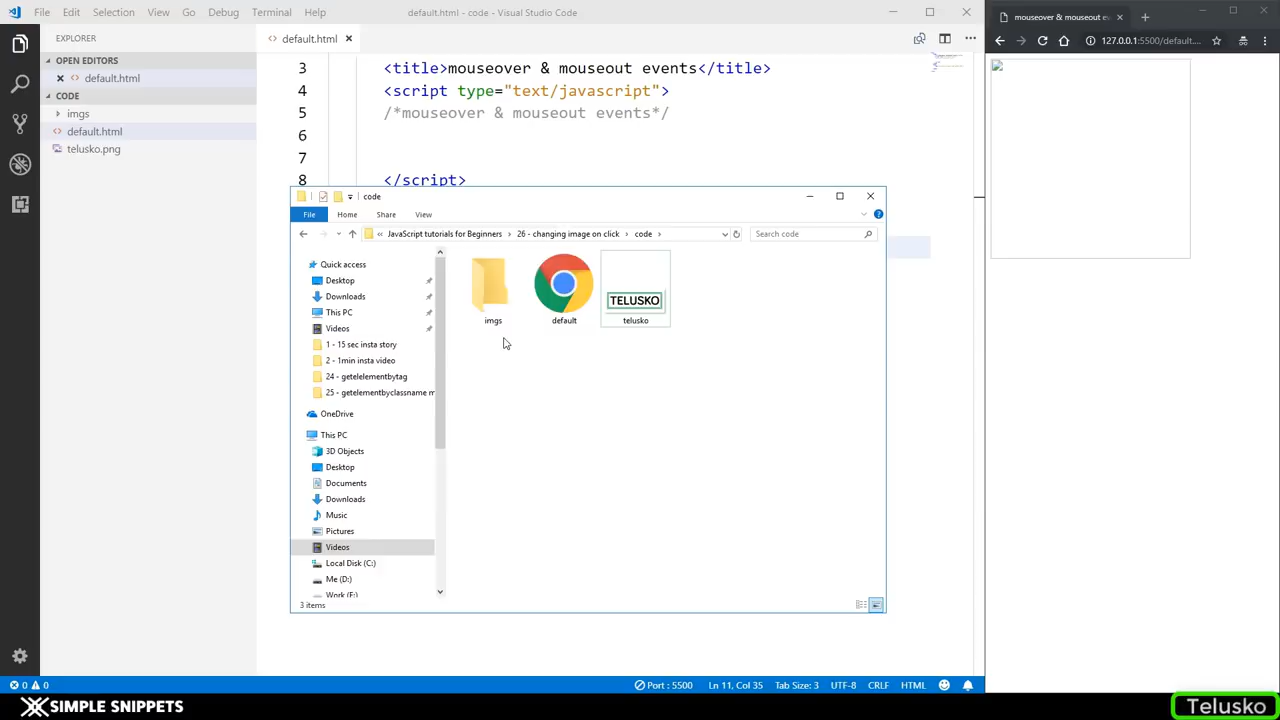 File Edit Selection View Go Debug Terminal Help
default.html - code - Visual Studio Code
EXPLORER
OPEN EDITORS
default.html
CODE
imgs
default.html
telusko.png
default.html
3 <title>mouseover & mouseout events</title>
4 <script type="text/javascript">
5 /*mouseover & mouseout events*/
6
7
8 </script>
mouseover & mouseout e
127.0.0.1:5500/default....
code
File Home Share View
« JavaScript tutorials for Beginners › 26 - changing image on click › code ›
Search code
Quick access
Desktop
Downloads
This PC
Videos
1 - 15 sec insta story
2 - 1min insta video
24 - getelelementbytag
25 - getelementbyclassname m
OneDrive
This PC
3D Objects
Desktop
Documents
Downloads
Music
Pictures
Videos
Local Disk (C:)
Me (D:)
Work (E:)
TELUSKO
imgs
default
telusko
3 items
0 0
Port : 5500 Ln 11, Col 35 Tab Size: 3 UTF-8 CRLF HTML
SIMPLE SNIPPETS
Telusko